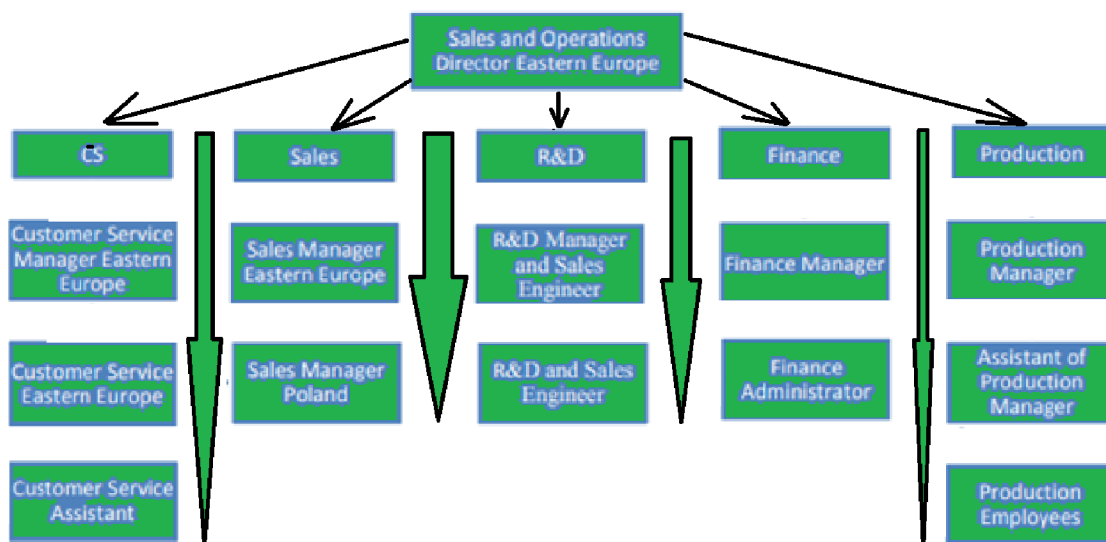 Sales and Operations
Director Eastern Europe
CS
Sales
R&D
Finance
Production
Customer Service
Manager Eastern
Europe
Sales Manager
Eastern Europe
R&D Manager
and Sales
Engineer
Finance Manager
Production
Manager
Customer Service
Eastern Europe
Sales Manager
Poland
R&D and Sales
Engineer
Finance
Administrator
Assistant of
Production
Manager
Customer Service
Assistant
Production
Employees